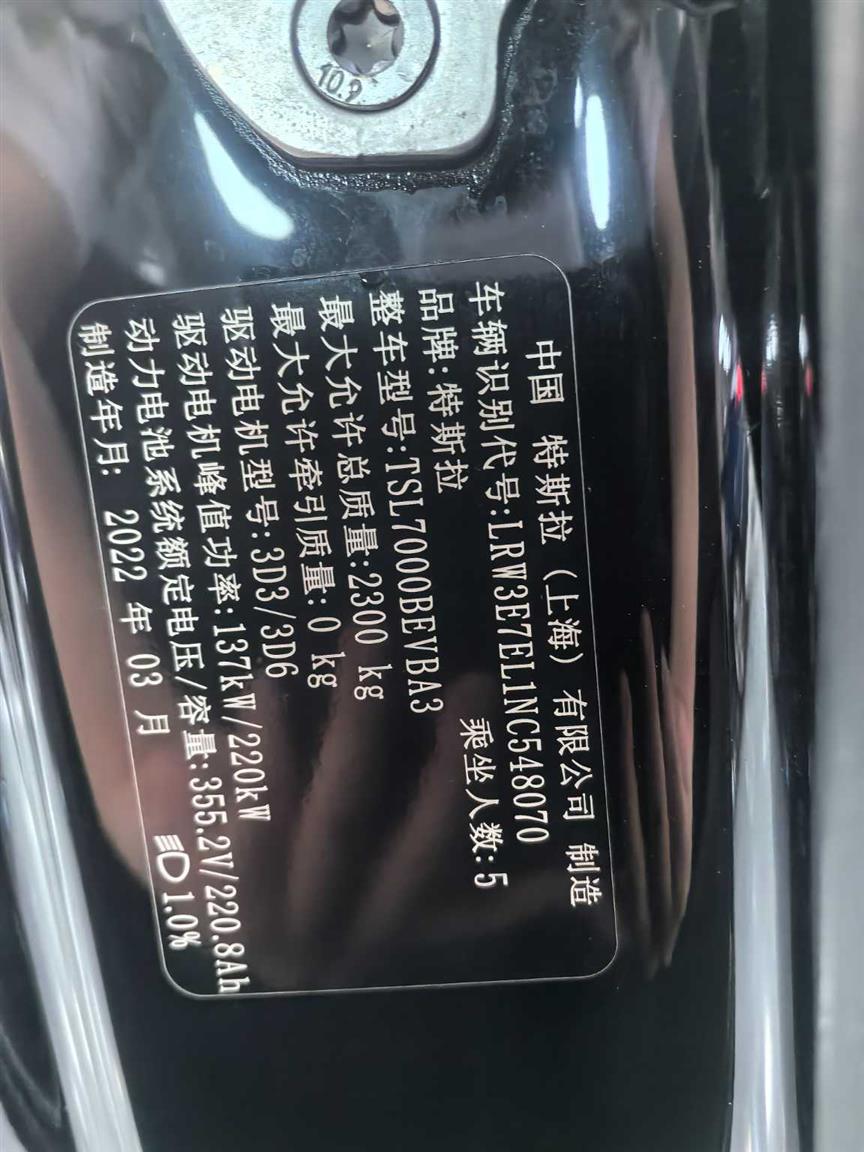 10.9
中国 特斯拉(上海)有限公司 制造
车辆识别代号:LRW3E7EL1NC548070
品牌:特斯拉 乘坐人数:5
整车型号:TSL7000BEVBA3
最大允许总质量:2300 kg
最大允许牵引质量:0 kg
驱动电机型号:3D3/3D6
驱动电机峰值功率:137kW/220kW
动力电池系统额定电压/容量:355.2V/220.8Ah
制造年月: 2022 年 03 月 1.0%